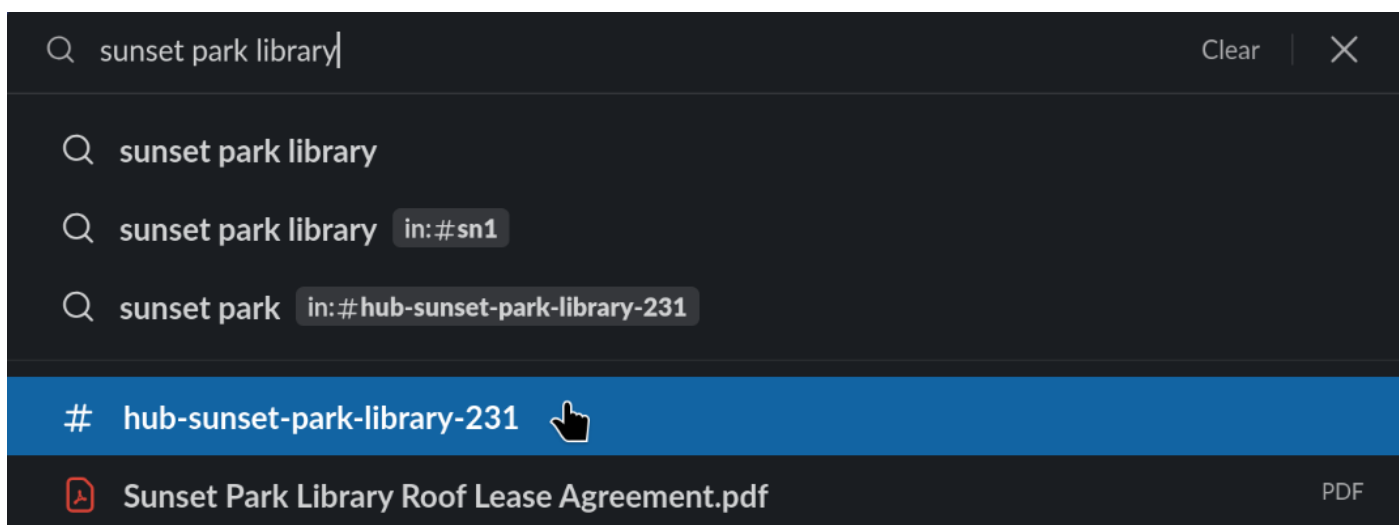 sunset park library Clear
sunset park library
sunset park library in:#sn1
sunset park in:#hub-sunset-park-library-231
# hub-sunset-park-library-231
Sunset Park Library Roof Lease Agreement.pdf PDF